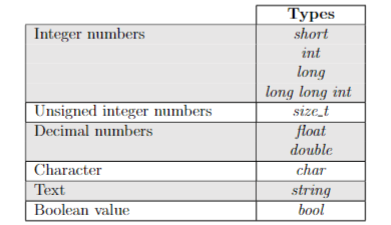 Types
Integer numbers short
int
long
long long int
Unsigned integer numbers size_t
Decimal numbers float
double
Character char
Text string
Boolean value bool